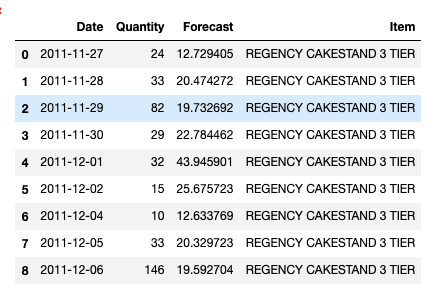 Date Quantity Forecast Item
0 2011-11-27 24 12.729405 REGENCY CAKESTAND 3 TIER
1 2011-11-28 33 20.474272 REGENCY CAKESTAND 3 TIER
2 2011-11-29 82 19.732692 REGENCY CAKESTAND 3 TIER
3 2011-11-30 29 22.784462 REGENCY CAKESTAND 3 TIER
4 2011-12-01 32 43.945901 REGENCY CAKESTAND 3 TIER
5 2011-12-02 15 25.675723 REGENCY CAKESTAND 3 TIER
6 2011-12-04 10 12.633769 REGENCY CAKESTAND 3 TIER
7 2011-12-05 33 20.329723 REGENCY CAKESTAND 3 TIER
8 2011-12-06 146 19.592704 REGENCY CAKESTAND 3 TIER